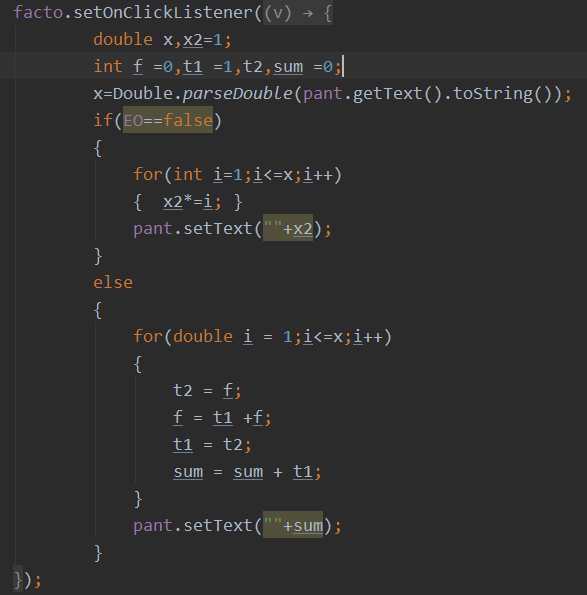 facto.setOnClickListener((v) → {
double x,x2=1;
int f =0,t1 =1,t2,sum =0;
x=Double.parseDouble(pant.getText().toString());
if(EO==false)
{
for(int i=1;i<=x;i++)
{  x2*=i; }
pant.setText(""+x2);
}
else
{
for(double i = 1;i<=x;i++)
{
t2 = f;
f = t1 +f;
t1 = t2;
sum = sum + t1;
}
pant.setText(""+sum);
}
});